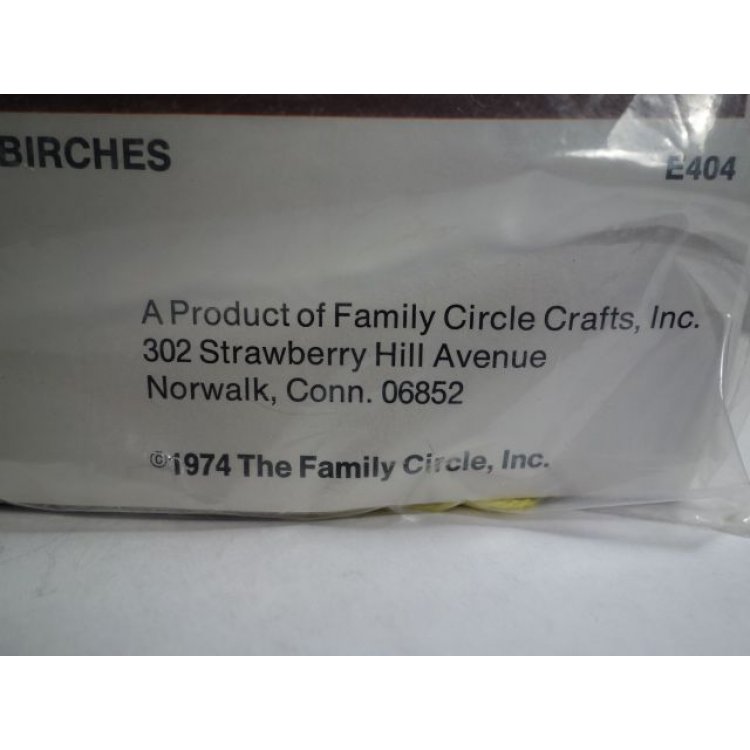 BIRCHES
E404
A Product of Family Circle Crafts, Inc.
302 Strawberry Hill Avenue
Norwalk, Conn. 06852
©1974 The Family Circle, Inc.